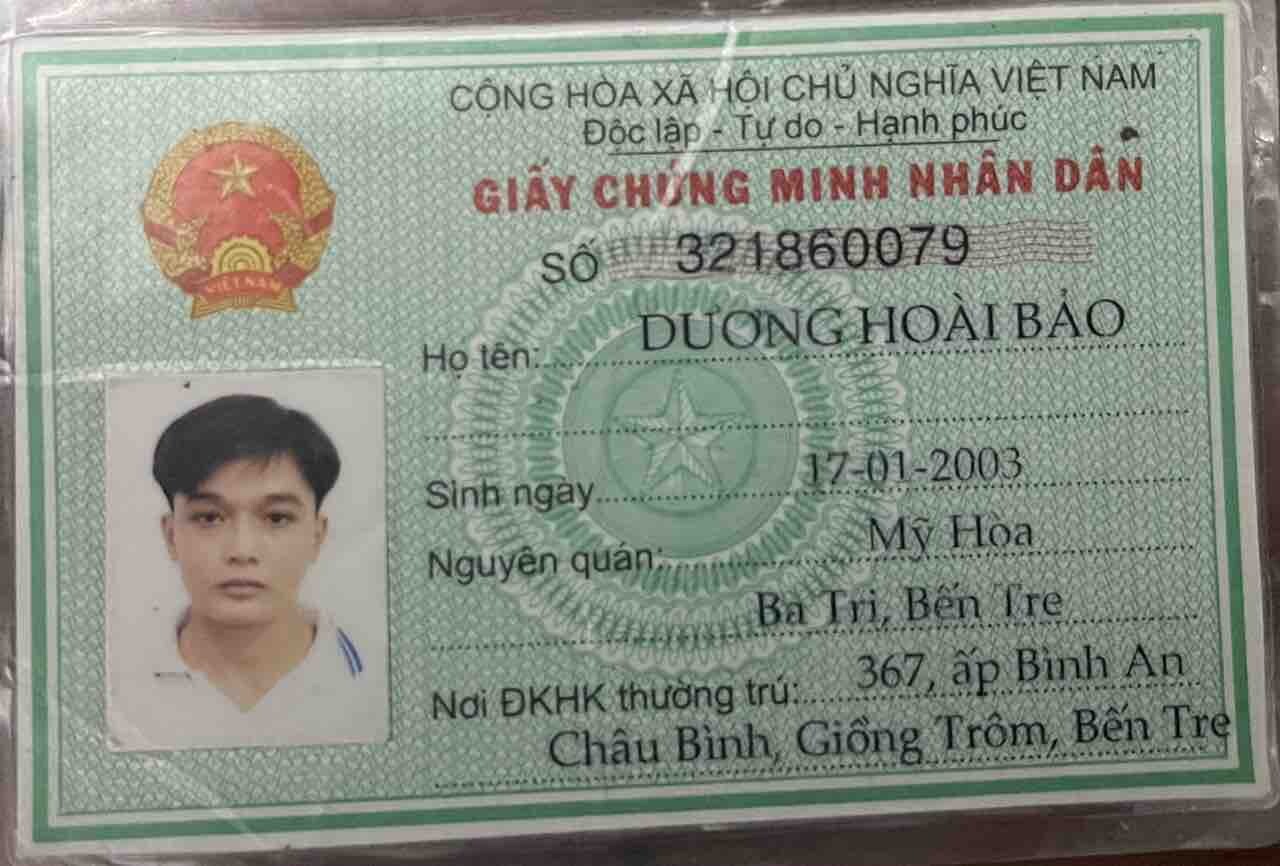 CỘNG HÒA XÃ HỘI CHỦ NGHĨA VIỆT NAM
Độc lập - Tự do - Hạnh phúc
GIẤY CHỨNG MINH NHÂN DÂN
SỐ 321860079
VIỆT NAM
Họ tên: DƯƠNG HOÀI BẢO
Sinh ngày 17-01-2003
Nguyên quán: Mỹ Hòa
Ba Tri, Bến Tre
Nơi ĐKHK thường trú: 367, ấp Bình An
Châu Bình, Giồng Trôm, Bến Tre